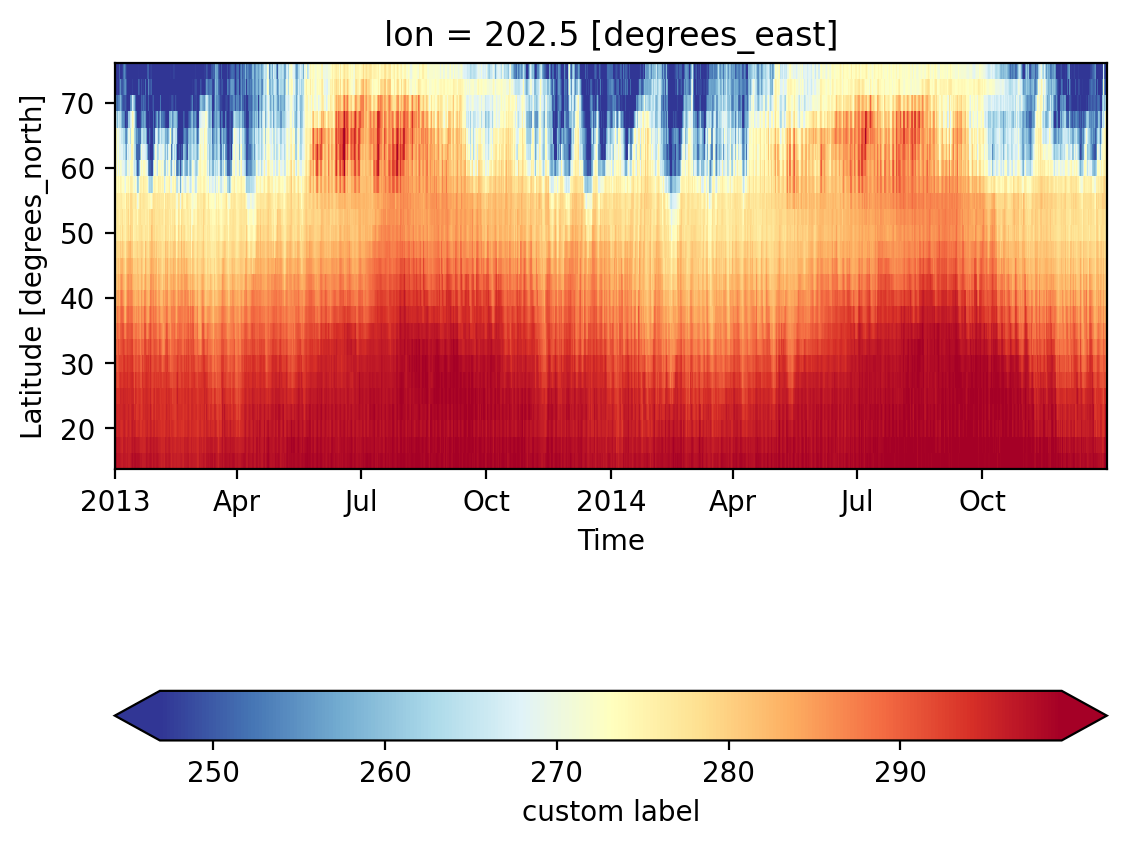 lon = 202.5 [degrees_east]
Latitude [degrees_north]
70
60
50
40
30
20
2013 Apr Jul Oct 2014 Apr Jul Oct
Time
250 260 270 280 290
custom label